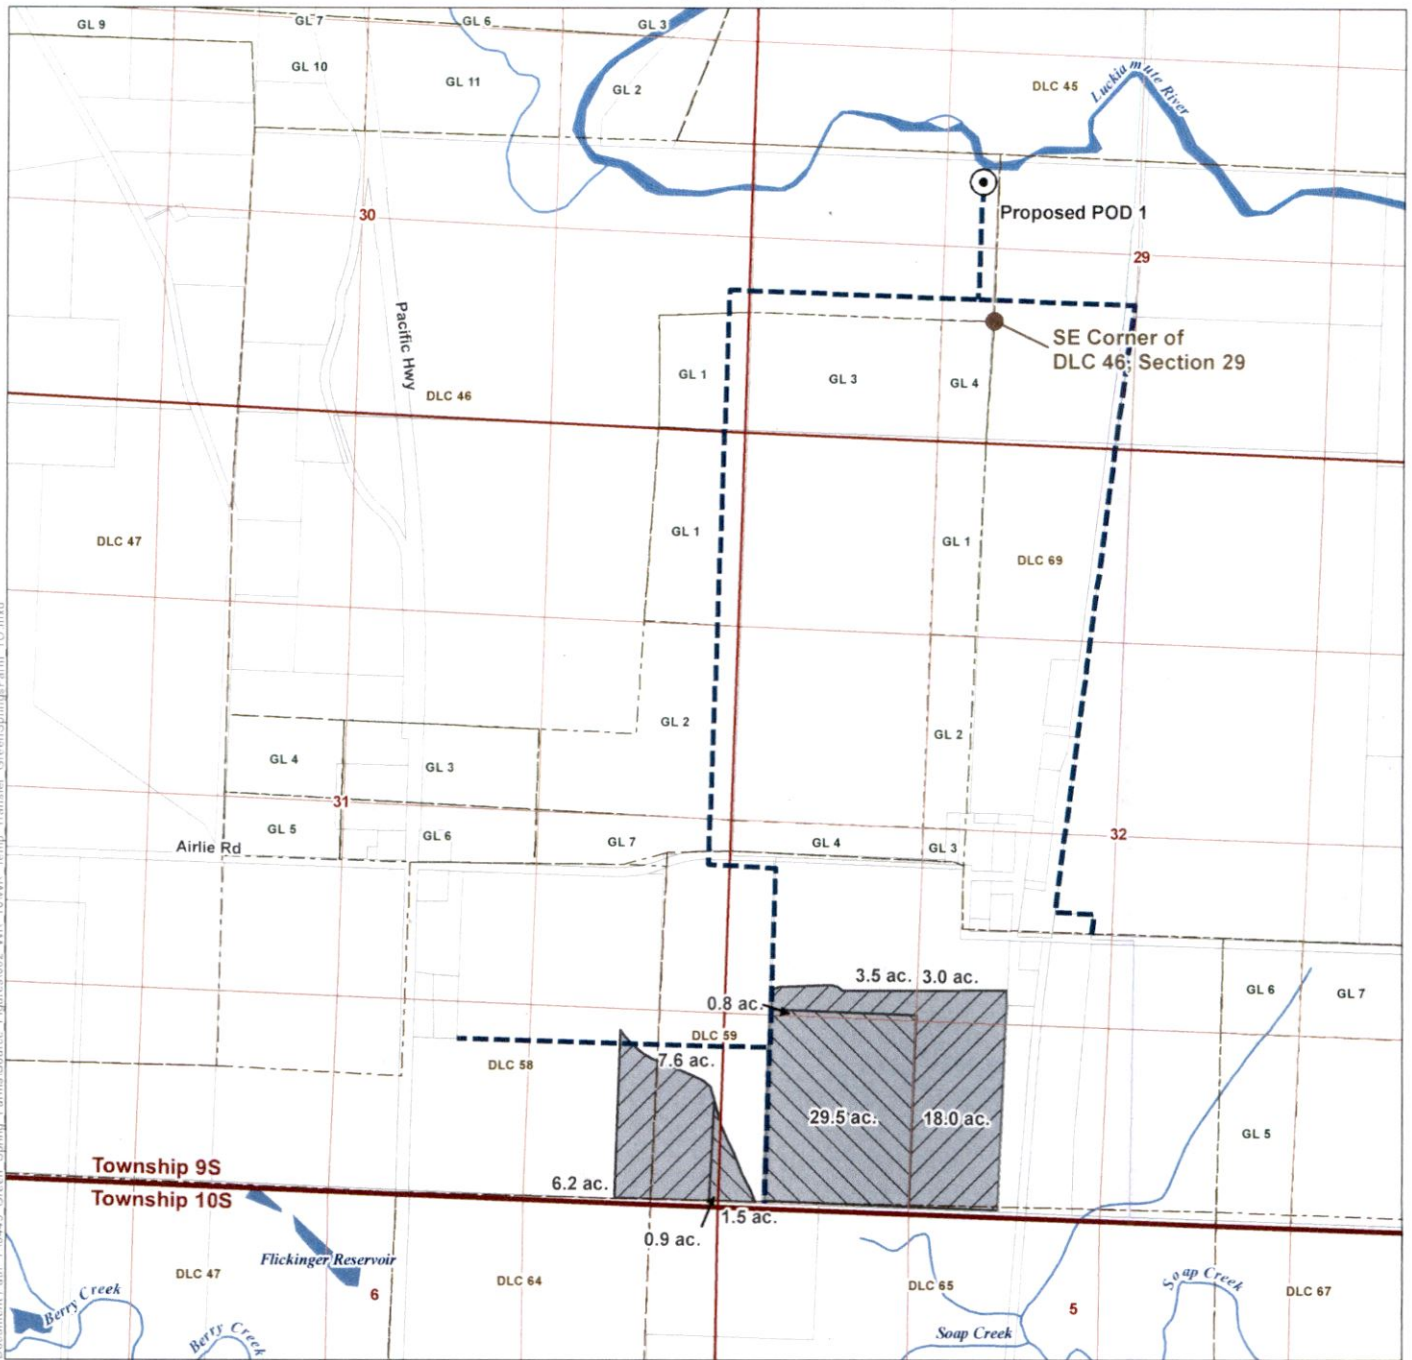 GL 9
GL 7
GL 6
GL 3
GL 10
GL 11
GL 2
DLC 45
Luckiamute River
30
Proposed POD 1
29
Pacific Hwy
SE Corner of
DLC 46, Section 29
GL 1
GL 3
GL 4
DLC 46
DLC 47
GL 1
GL 1
DLC 69
GL 2
GL 2
GL 4
GL 3
31
GL 5
GL 6
GL 7
GL 4
GL 3
32
Airlie Rd
3.5 ac.
3.0 ac.
GL 6
GL 7
0.8 ac.
DLC 59
DLC 58
7.6 ac.
29.5 ac.
18.0 ac.
GL 5
Township 9S
6.2 ac.
Township 10S
1.5 ac.
0.9 ac.
Flickinger Reservoir
DLC 47
DLC 64
DLC 65
Soap Creek
DLC 67
6
5
Berry Creek
Berry Creek
Soap Creek